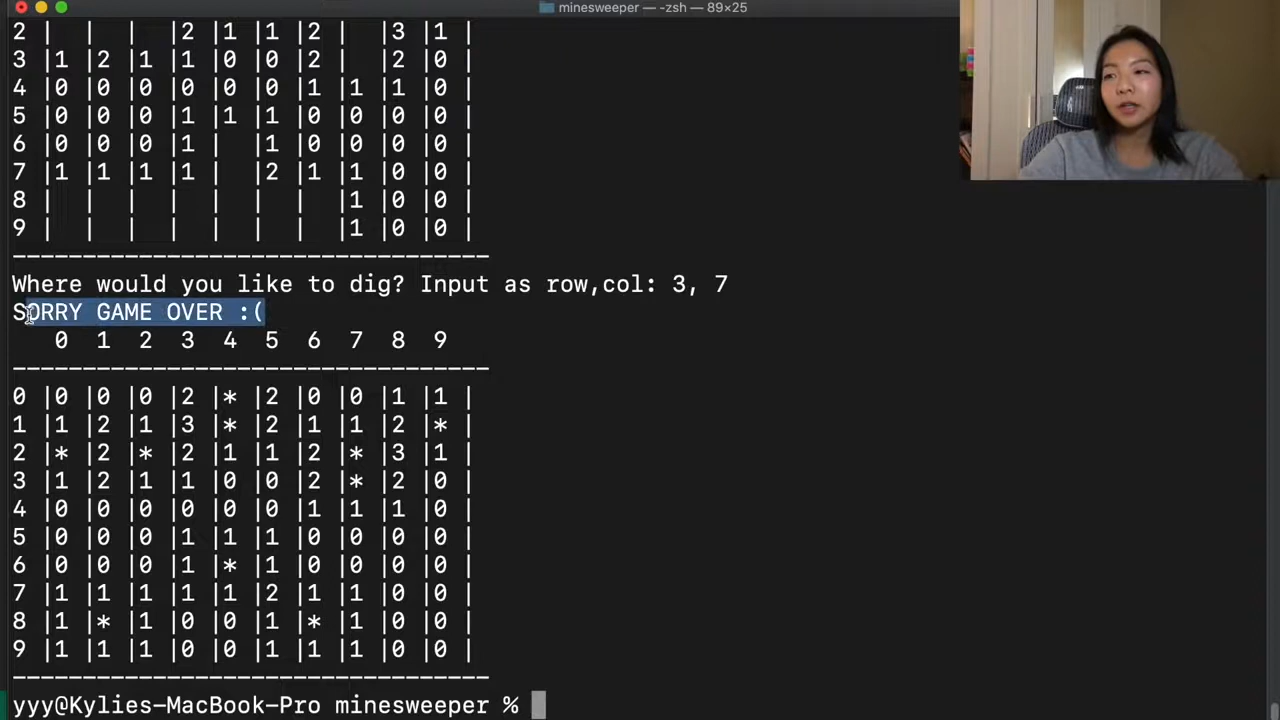 minesweeper — -zsh — 89×25
2 | | | |2 |1 |1 |2 | |3 |1 |
3 |1 |2 |1 |1 |0 |0 |2 | |2 |0 |
4 |0 |0 |0 |0 |0 |0 |1 |1 |1 |0 |
5 |0 |0 |0 |1 |1 |1 |0 |0 |0 |0 |
6 |0 |0 |0 |1 | |1 |0 |0 |0 |0 |
7 |1 |1 |1 |1 | |2 |1 |1 |0 |0 |
8 | | | | | | | |1 |0 |0 |
9 | | | | | | | |1 |0 |0 |
----------------------------------
Where would you like to dig? Input as row,col: 3, 7
SORRY GAME OVER :(
0 1 2 3 4 5 6 7 8 9
----------------------------------
0 |0 |0 |0 |2 |* |2 |0 |0 |1 |1 |
1 |1 |2 |1 |3 |* |2 |1 |1 |2 |* |
2 |* |2 |* |2 |1 |1 |2 |* |3 |1 |
3 |1 |2 |1 |1 |0 |0 |2 |* |2 |0 |
4 |0 |0 |0 |0 |0 |0 |1 |1 |1 |0 |
5 |0 |0 |0 |1 |1 |1 |0 |0 |0 |0 |
6 |0 |0 |0 |1 |* |1 |0 |0 |0 |0 |
7 |1 |1 |1 |1 |1 |2 |1 |1 |0 |0 |
8 |1 |* |1 |0 |0 |1 |* |1 |0 |0 |
9 |1 |1 |1 |0 |0 |1 |1 |1 |0 |0 |
----------------------------------
yyy@Kylies-MacBook-Pro minesweeper %